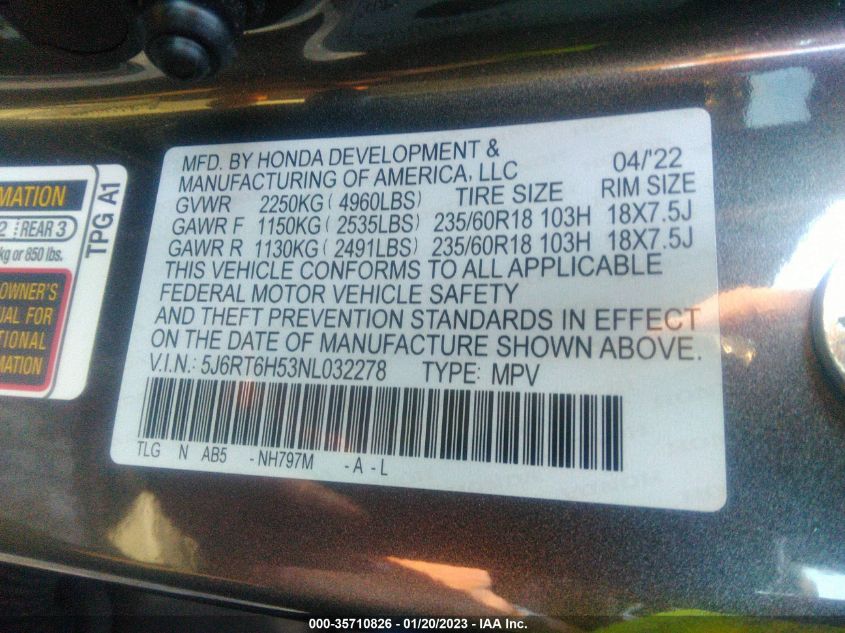 MFD. BY HONDA DEVELOPMENT & 04/'22
MANUFACTURING OF AMERICA, LLC
GVWR 2250KG ( 4960LBS) TIRE SIZE RIM SIZE
GAWR F 1150KG ( 2535LBS) 235/60R18 103H 18X7.5J
GAWR R 1130KG ( 2491LBS) 235/60R18 103H 18X7.5J
THIS VEHICLE CONFORMS TO ALL APPLICABLE
FEDERAL MOTOR VEHICLE SAFETY
AND THEFT PREVENTION STANDARDS IN EFFECT
ON THE DATE OF MANUFACTURE SHOWN ABOVE.
V.I.N.: 5J6RT6H53NL032278 TYPE: MPV
TLG N AB5 - NH797M - A - L
2 REAR 3
kg or 850 lbs.
OWNER'S
FOR
TPG A1
000-35710826 - 01/20/2023 - IAA Inc.